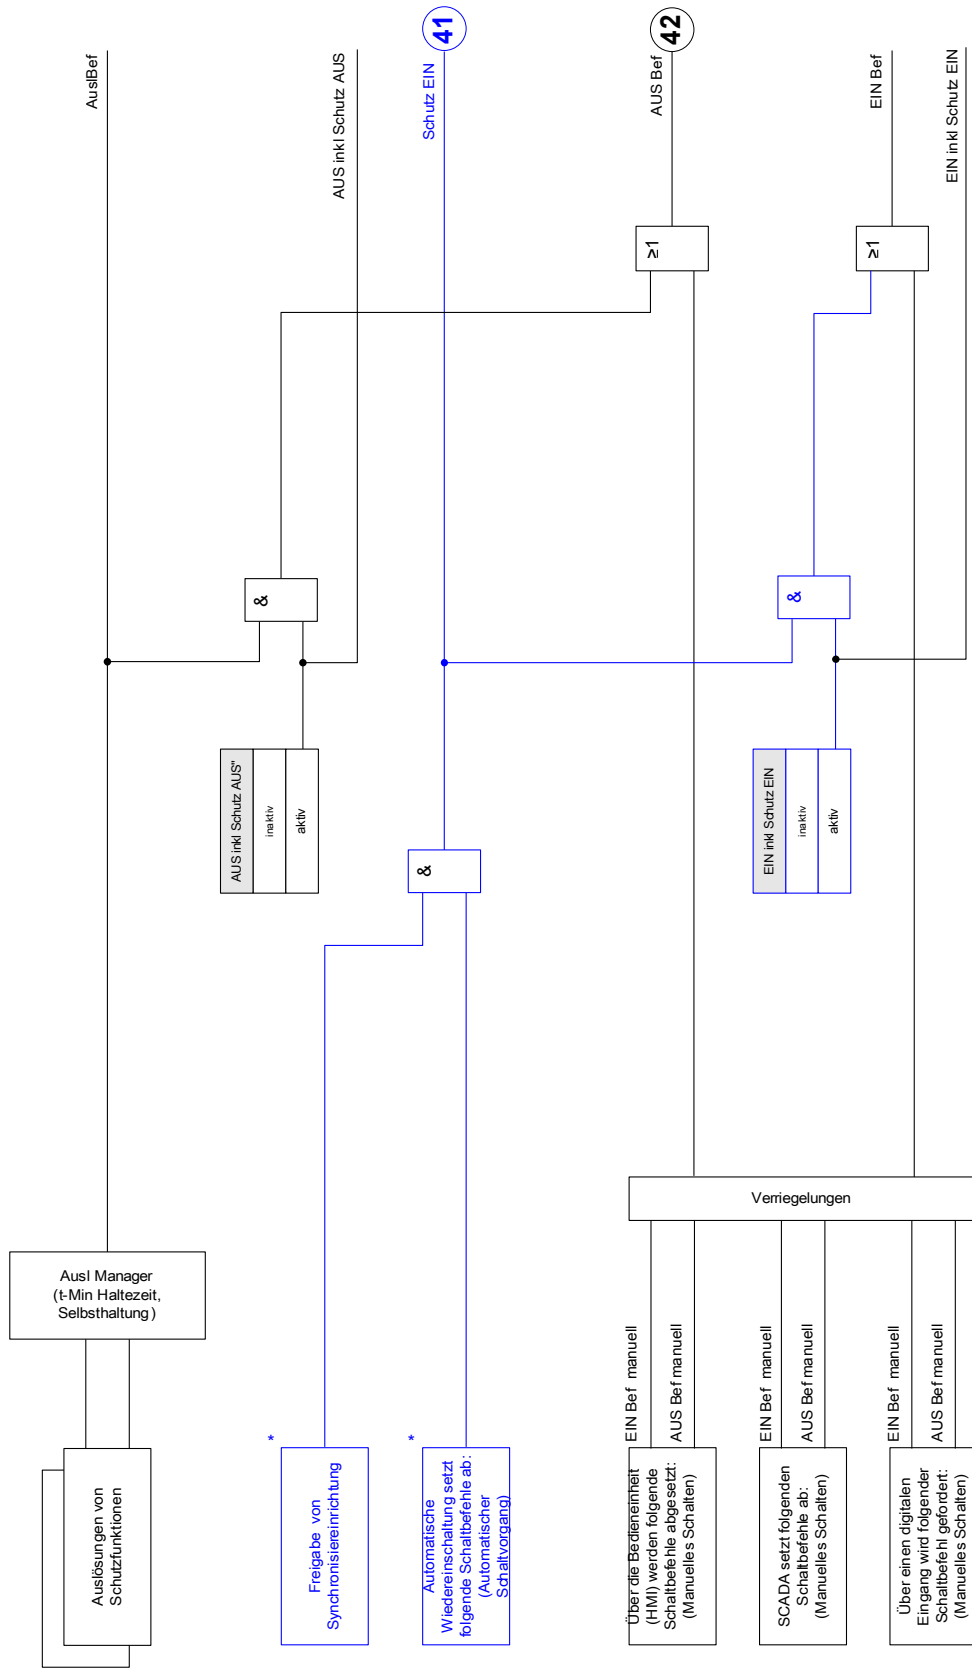 Auslösungen von
Schutzfunktionen
Ausl Manager
(t-Min Haltezeit,
Selbsthaltung)
AuslBef
AUS inkl Schutz AUS"
inaktiv
aktiv
&
AUS inkl Schutz AUS
*
Freigabe von
Synchronisiereinrichtung
*
Automatische
Wiedereinschaltung setzt
folgende Schaltbefehle ab:
(Automatischer
Schaltvorgang)
&
Schutz EIN
41
Über die Bedieneinheit
(HMI) werden folgende
Schaltbefehle abgesetzt:
(Manuelles Schalten)
EIN Bef manuell
AUS Bef manuell
SCADA setzt folgenden
Schaltbefehle ab:
(Manuelles Schalten)
EIN Bef manuell
AUS Bef manuell
Über einen digitalen
Eingang wird folgender
Schaltbefehl gefordert:
(Manuelles Schalten)
EIN Bef manuell
AUS Bef manuell
Verriegelungen
≥1
AUS Bef
42
EIN inkl Schutz EIN
inaktiv
aktiv
&
≥1
EIN Bef
EIN inkl Schutz EIN